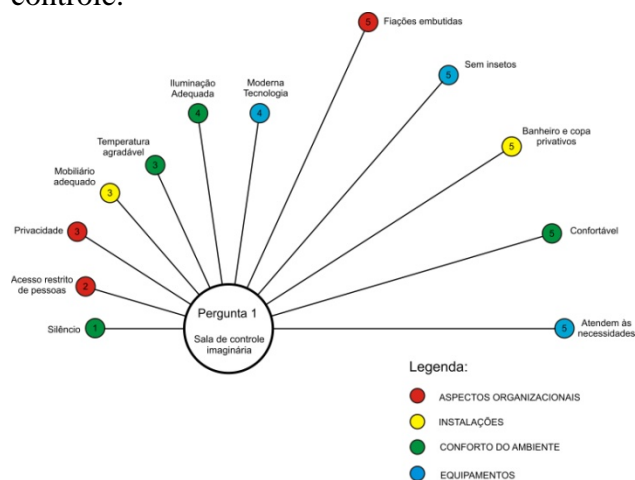 controle.
5
Fiações embutidas
5
Sem insetos
Iluminação
Adequada
4
Moderna
Tecnologia
4
Banheiro e copa
privativos
5
Temperatura
agradável
3
Mobiliário
adequado
3
Privacidade
3
Confortável
5
Acesso restrito
de pessoas
2
Silêncio
1
Pergunta 1
Sala de controle
imaginária
Atendem às
necessidades
5
Legenda:
ASPECTOS ORGANIZACIONAIS
INSTALAÇÕES
CONFORTO DO AMBIENTE
EQUIPAMENTOS